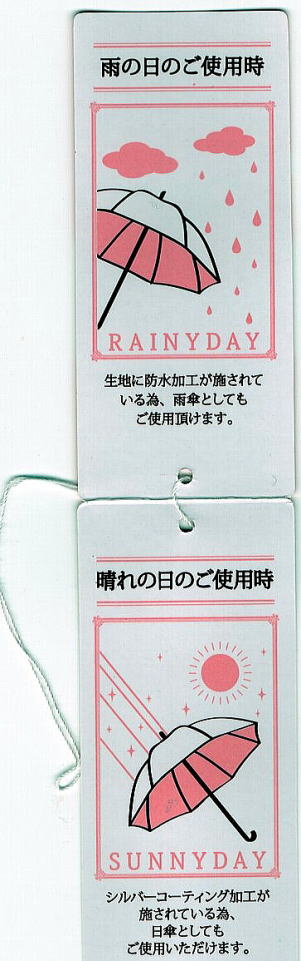 雨の日のご使用時
RAINYDAY
生地に防水加工が施されて
いる為、雨傘としても
ご使用頂けます。
晴れの日のご使用時
SUNNYDAY
シルバーコーティング加工が
施されている為、
日傘としても
ご使用いただけます。